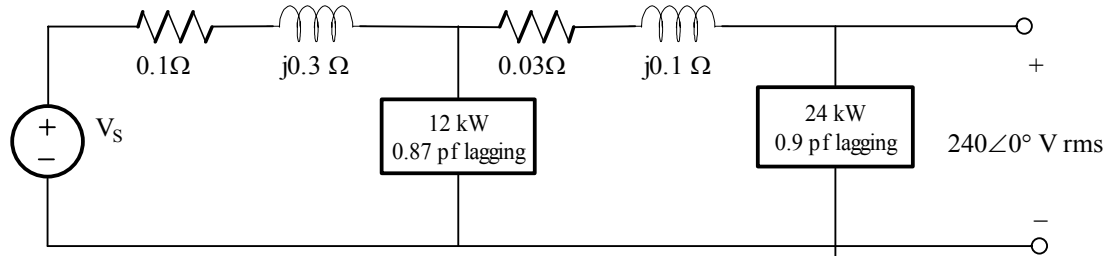 0.1Ω
j0.3 Ω
0.03Ω
j0.1 Ω
+
+
−
V_S
12 kW
0.87 pf lagging
24 kW
0.9 pf lagging
240∠0° V rms
−